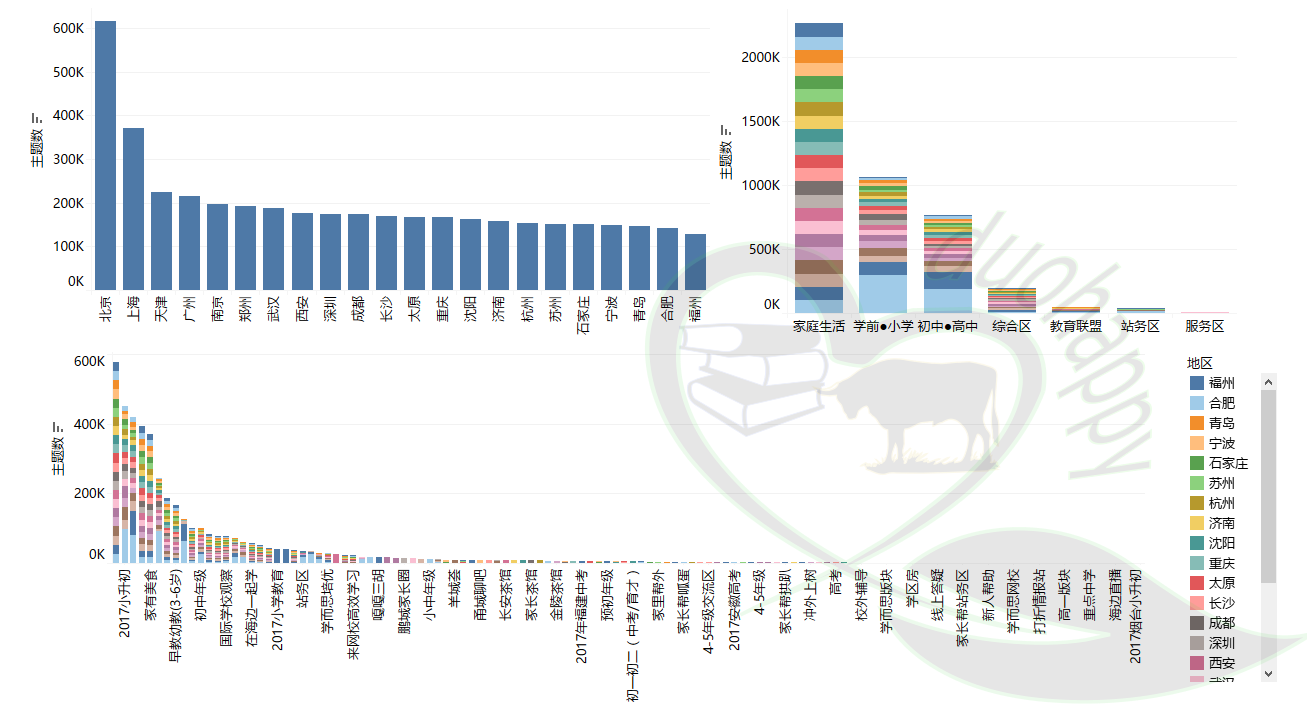 主题数
600K
500K
400K
300K
200K
100K
0K
北京
上海
天津
广州
南京
郑州
武汉
西安
深圳
成都
长沙
太原
重庆
沈阳
济南
杭州
苏州
石家庄
宁波
青岛
合肥
福州
主题数
2000K
1500K
1000K
500K
0K
家庭生活
学前●小学
初中●高中
综合区
教育联盟
站务区
服务区
主题数
600K
400K
200K
0K
2017小升初
家有美食
早教幼教(3-6岁)
初中年级
国际学校观察
在海边一起学
2017小学教育
站务区
学而思培优
来网校高效学习
嘎嘎三胡
鹏城家长圈
小中年级
羊城荟
甬城聊吧
长安茶馆
家长茶馆
金陵茶馆
2017年福建中考
预初年级
初一初二（中考/育才）
家里帮外
家长帮呱蛋
4-5年级交流区
2017安徽高考
4-5年级
家长帮拱趴
冲外上树
高考
校外辅导
学而思版块
学区房
线上答疑
家长帮站务区
新人帮助
学而思网校
打折情报站
高一版块
重点中学
海边直播
2017烟台小升初
地区
福州
合肥
青岛
宁波
石家庄
苏州
杭州
济南
沈阳
重庆
太原
长沙
成都
深圳
西安
武汉
duohappy